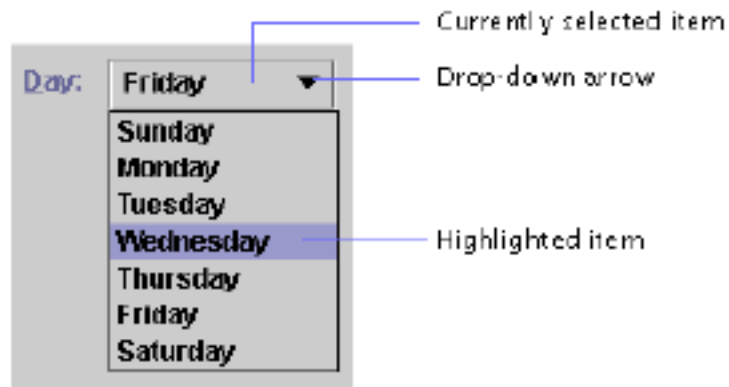 Currently selected item
Day: Friday
Drop-down arrow
Sunday
Monday
Tuesday
Wednesday
Highlighted item
Thursday
Friday
Saturday